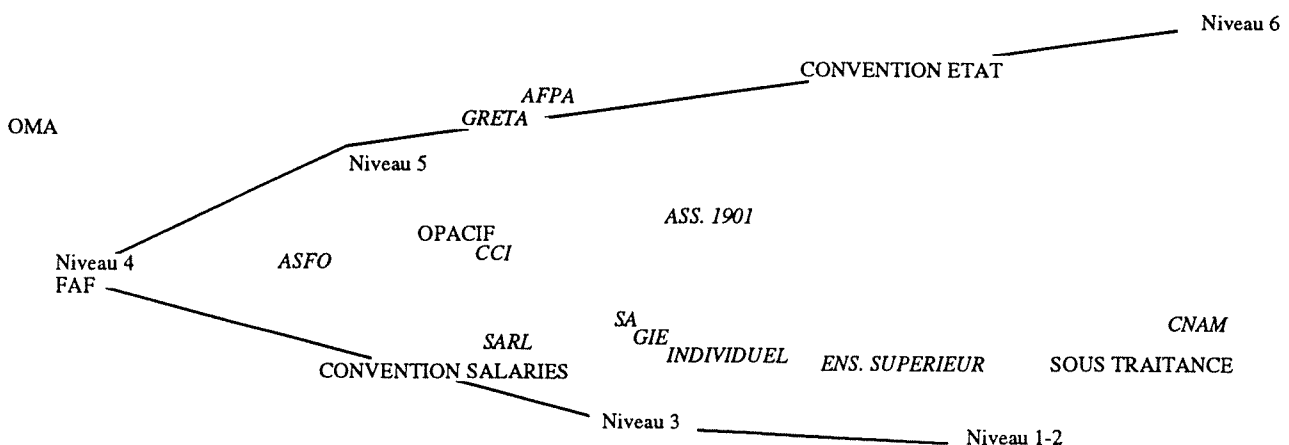 Niveau 6
CONVENTION ETAT
AFPA
GRETA
OMA
Niveau 5
ASS. 1901
OPACIF
CCI
Niveau 4
ASFO
FAF
SA
CNAM
GIE
SARL
INDIVIDUEL
ENS. SUPERIEUR
SOUS TRAITANCE
CONVENTION SALARIES
Niveau 3
Niveau 1-2